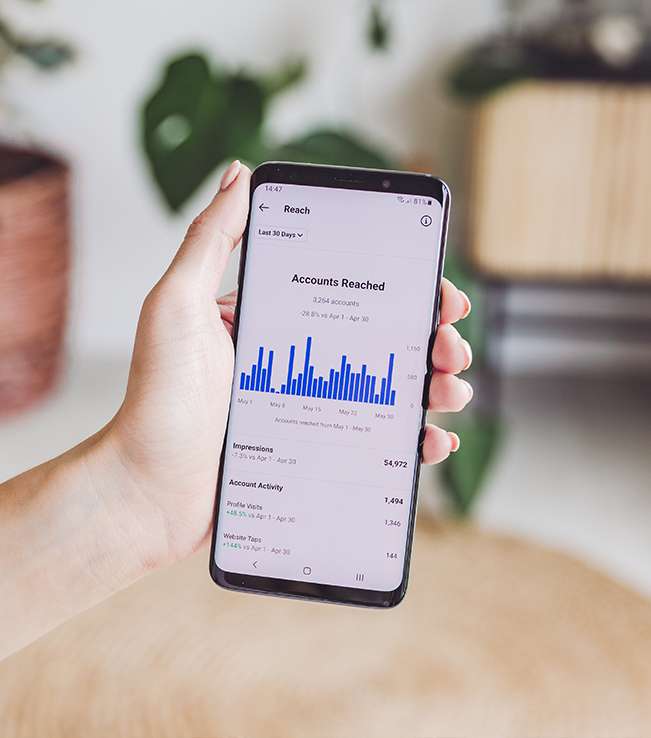 14:47
81%
Reach
Last 30 Days
Accounts Reached
3,264 accounts
-28.8% vs Apr 1 - Apr 30
1,160
580
0
May 1 May 8 May 15 May 22 May 30
Accounts reached from May 1 - May 30
Impressions
54,972
-7.3% vs Apr 1 - Apr 30
Account Activity
1,494
Profile Visits
1,346
+48.5% vs Apr 1 - Apr 30
Website Taps
144
+144% vs Apr 1 - Apr 30